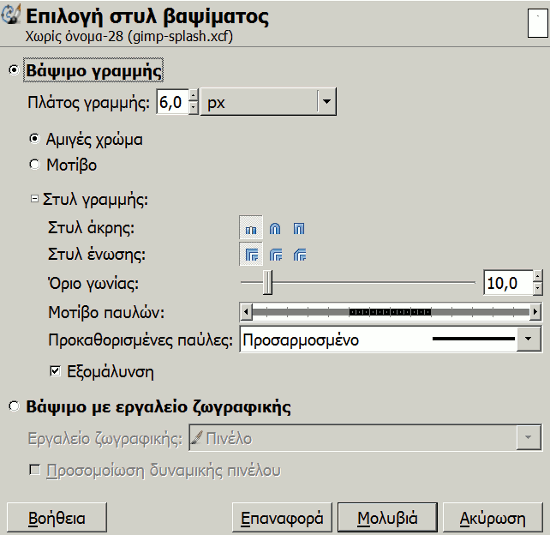 Επιλογή στυλ βαψίματος
Χωρίς όνομα-28 (gimp-splash.xcf)
Βάψιμο γραμμής
Πλάτος γραμμής: 6,0 px
Αμιγές χρώμα
Μοτίβο
Στυλ γραμμής:
Στυλ άκρης:
Στυλ ένωσης:
Όριο γωνίας: 10,0
Μοτίβο παυλών:
Προκαθορισμένες παύλες: Προσαρμοσμένο
Εξομάλυνση
Βάψιμο με εργαλείο ζωγραφικής
Εργαλείο ζωγραφικής: Πινέλο
Προσομοίωση δυναμικής πινέλου
Βοήθεια Επαναφορά Μολυβιά Ακύρωση